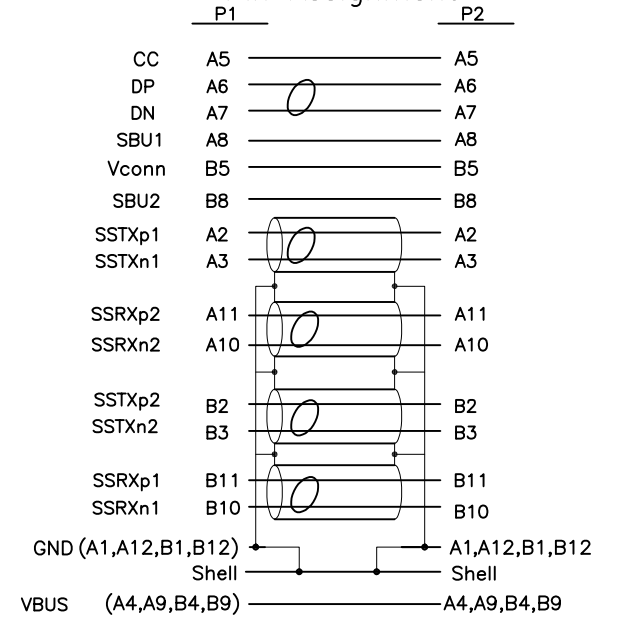 P1 P2
CC A5 A5
DP A6 A6
DN A7 A7
SBU1 A8 A8
Vconn B5 B5
SBU2 B8 B8
SSTXp1 A2 A2
SSTXn1 A3 A3
SSRXp2 A11 A11
SSRXn2 A10 A10
SSTXp2 B2 B2
SSTXn2 B3 B3
SSRXp1 B11 B11
SSRXn1 B10 B10
GND (A1,A12,B1,B12) A1,A12,B1,B12
Shell Shell
VBUS (A4,A9,B4,B9) A4,A9,B4,B9